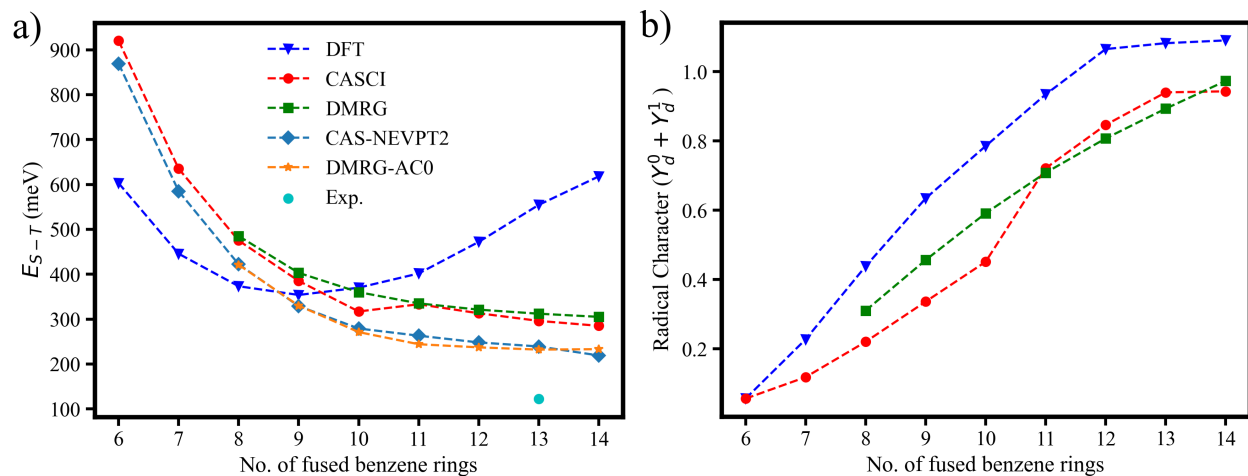 a)
E_{S-T} (meV)
900
800
700
600
500
400
300
200
100
6 7 8 9 10 11 12 13 14
No. of fused benzene rings
DFT
CASCI
DMRG
CAS-NEVPT2
DMRG-AC0
Exp.
b)
Radical Character (Y_d^0 + Y_d^1)
1.0
0.8
0.6
0.4
0.2
6 7 8 9 10 11 12 13 14
No. of fused benzene rings